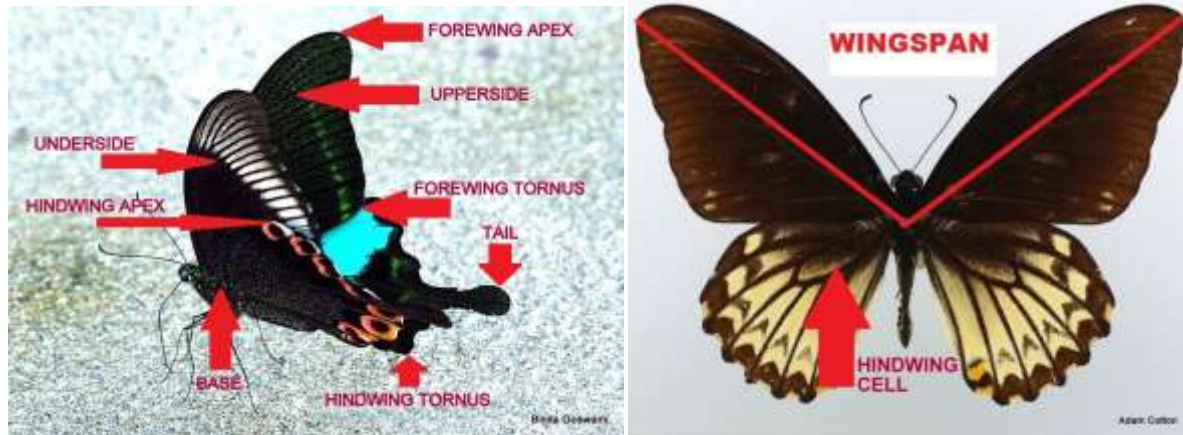 FOREWING APEX
UPPERSIDE
UNDERSIDE
FOREWING TORNUS
HINDWING APEX
TAIL
BASE
HINDWING TORNUS
Binita Goswami
WINGSPAN
HINDWING
CELL
Adam Cotton